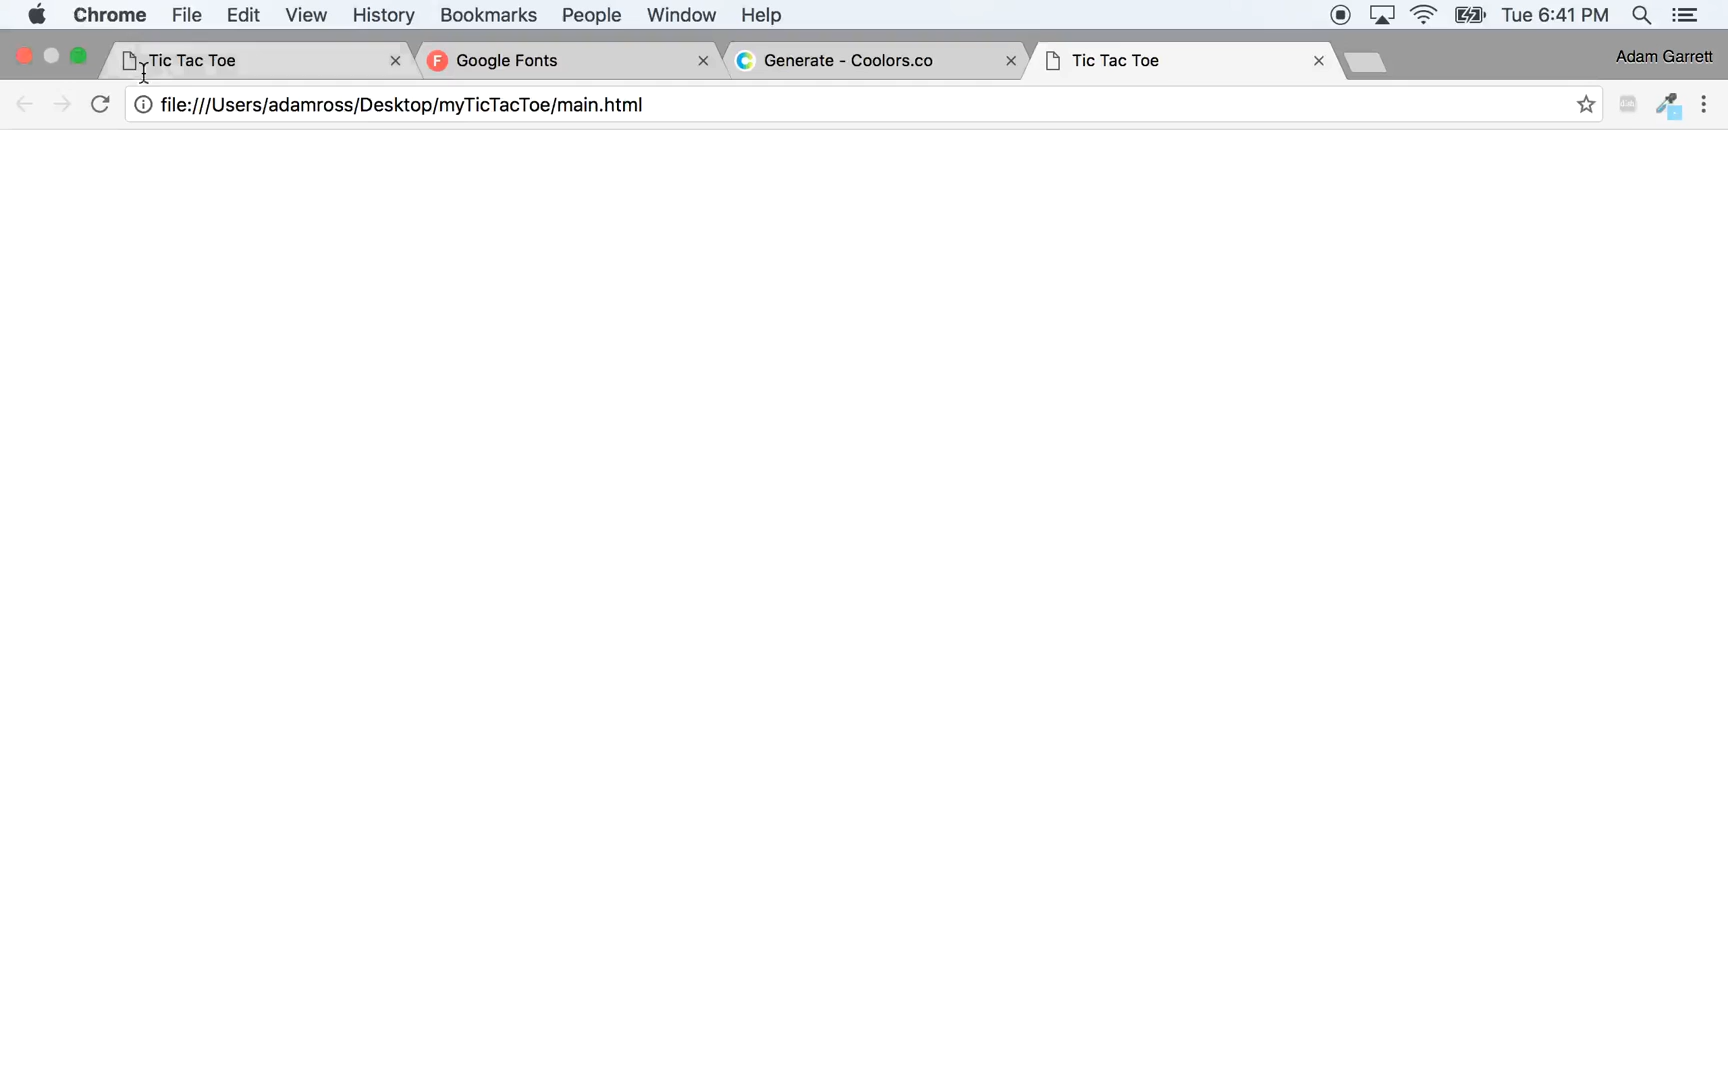 Chrome File Edit View History Bookmarks People Window Help Tue 6:41 PM
Tic Tac Toe Google Fonts Generate - Coolors.co Tic Tac Toe Adam Garrett
file:///Users/adamross/Desktop/myTicTacToe/main.html